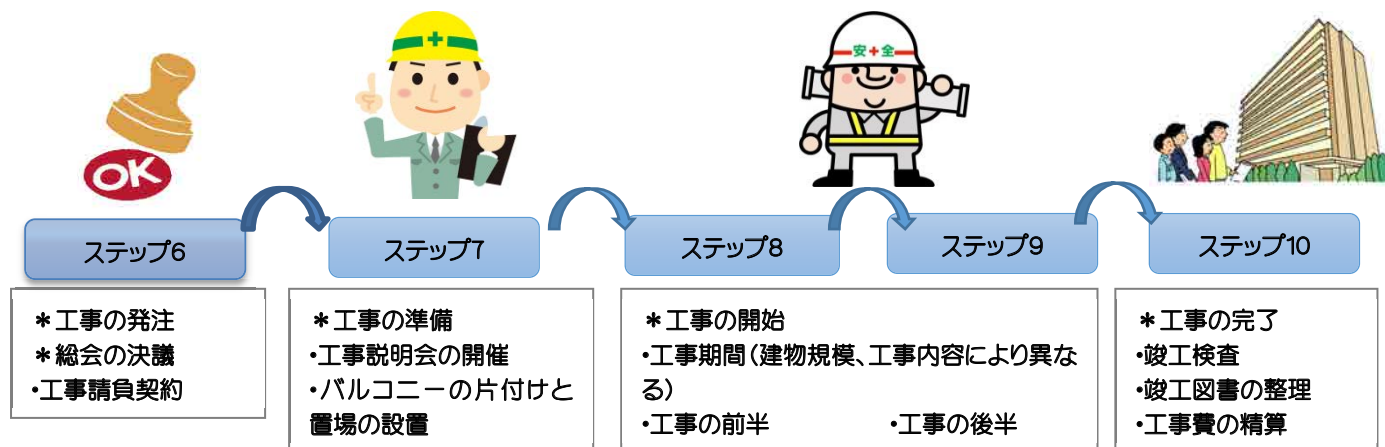 OK
安全
ステップ6
ステップ7
ステップ8
ステップ9
ステップ10
＊工事の発注
＊総会の決議
・工事請負契約
＊工事の準備
・工事説明会の開催
・バルコニーの片付けと
置場の設置
＊工事の開始
・工事期間（建物規模、工事内容により異な
る）
・工事の前半 ・工事の後半
＊工事の完了
・竣工検査
・竣工図書の整理
・工事費の精算